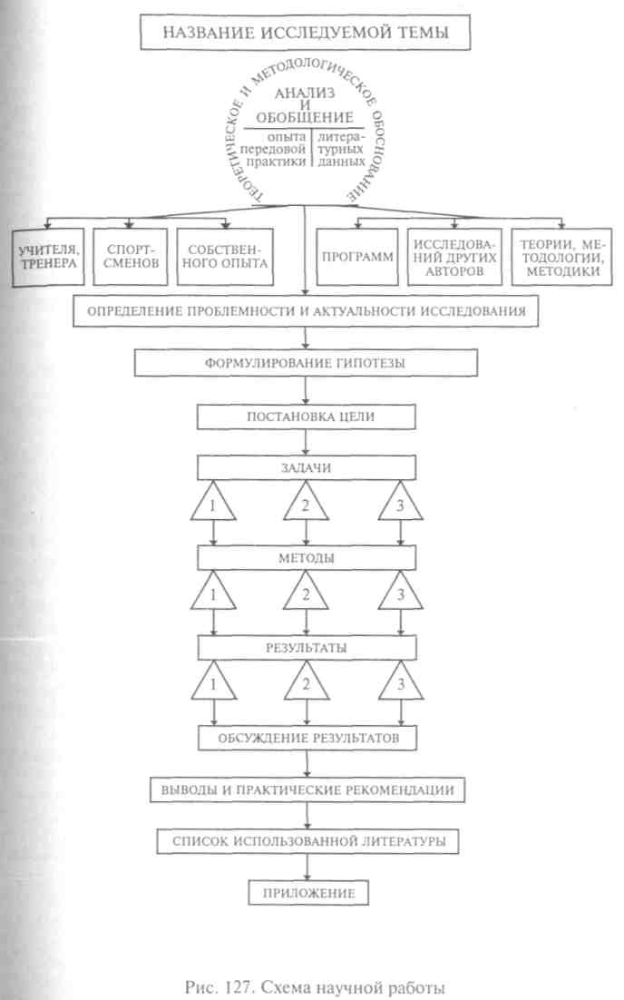 НАЗВАНИЕ ИССЛЕДУЕМОЙ ТЕМЫ
ТЕОРЕТИЧЕСКОЕ И МЕТОДОЛОГИЧЕСКОЕ ОБОСНОВАНИЕ
АНАЛИЗ
И
ОБОБЩЕНИЕ
опыта
передовой
практики
литера-
турных
данных
УЧИТЕЛЯ,
ТРЕНЕРА
СПОРТ-
СМЕНОВ
СОБСТВЕН-
НОГО ОПЫТА
ПРОГРАММ
ИССЛЕДОВА-
НИЙ ДРУГИХ
АВТОРОВ
ТЕОРИИ, МЕ-
ТОДОЛОГИИ,
МЕТОДИКИ
ОПРЕДЕЛЕНИЕ ПРОБЛЕМНОСТИ И АКТУАЛЬНОСТИ ИССЛЕДОВАНИЯ
ФОРМУЛИРОВАНИЕ ГИПОТЕЗЫ
ПОСТАНОВКА ЦЕЛИ
ЗАДАЧИ
1 2 3
МЕТОДЫ
1 2 3
РЕЗУЛЬТАТЫ
1 2 3
ОБСУЖДЕНИЕ РЕЗУЛЬТАТОВ
ВЫВОДЫ И ПРАКТИЧЕСКИЕ РЕКОМЕНДАЦИИ
СПИСОК ИСПОЛЬЗОВАННОЙ ЛИТЕРАТУРЫ
ПРИЛОЖЕНИЕ
Рис. 127. Схема научной работы